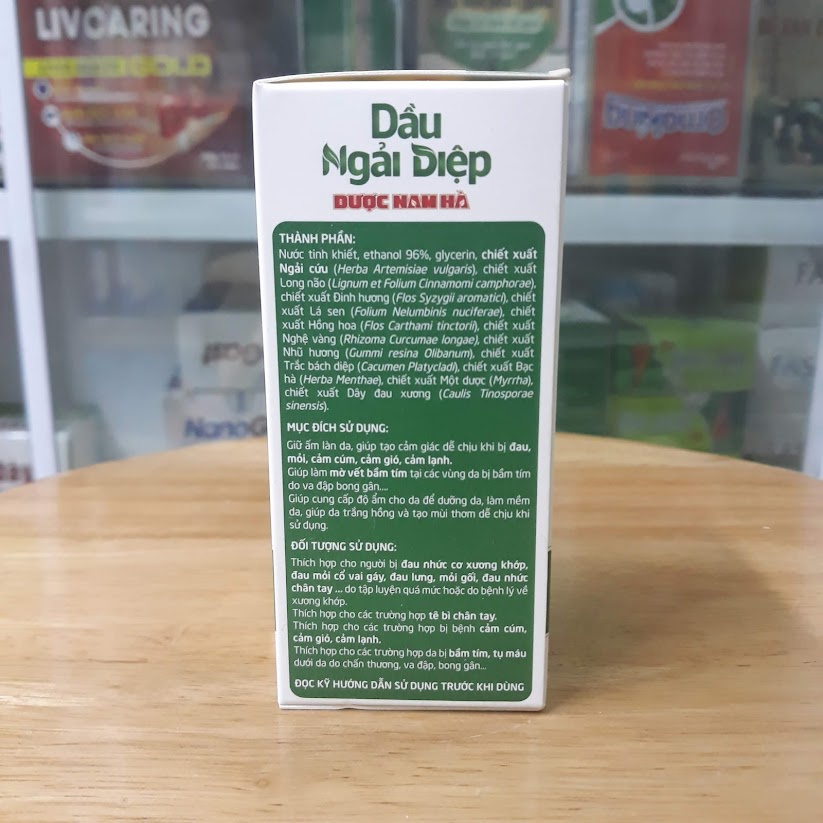 LIVCARING
GOLD
Dầu
Ngải Diệp
DƯỢC NAM HÀ
THÀNH PHẦN:
Nước tinh khiết, ethanol 96%, glycerin, chiết xuất
Ngải cứu (Herba Artemisiae vulgaris), chiết xuất
Long não (Lignum et Folium Cinnamomi camphorae),
chiết xuất Đinh hương (Flos Syzygii aromatici), chiết
xuất Lá sen (Folium Nelumbinis nuciferae), chiết
xuất Hồng hoa (Flos Carthami tinctorii), chiết xuất
Nghệ vàng (Rhizoma Curcumae longae), chiết xuất
Nhũ hương (Gummi resina Olibanum), chiết xuất
Trắc bách diệp (Cacumen Platycladi), chiết xuất Bạc
hà (Herba Menthae), chiết xuất Một dược (Myrrha),
chiết xuất Dây đau xương (Caulis Tinosporae
sinensis).
MỤC ĐÍCH SỬ DỤNG:
Giữ ấm làn da, giúp tạo cảm giác dễ chịu khi bị đau,
mỏi, cảm cúm, cảm gió, cảm lạnh.
Giúp làm mờ vết bầm tím tại các vùng da bị bầm tím
do va đập bong gân....
Giúp cung cấp độ ẩm cho da để dưỡng da, làm mềm
da, giúp da trắng hồng và tạo mùi thơm dễ chịu khi
sử dụng.
ĐỐI TƯỢNG SỬ DỤNG:
Thích hợp cho người bị đau nhức cơ xương khớp,
đau mỏi cổ vai gáy, đau lưng, mỏi gối, đau nhức
chân tay ... do tập luyện quá mức hoặc do bệnh lý về
xương khớp.
Thích hợp cho các trường hợp tê bì chân tay.
Thích hợp cho các trường hợp bị bệnh cảm cúm,
cảm gió, cảm lạnh.
Thích hợp cho các trường hợp da bị bầm tím, tụ máu
dưới da do chấn thương, va đập, bong gân...
ĐỌC KỸ HƯỚNG DẪN SỬ DỤNG TRƯỚC KHI DÙNG